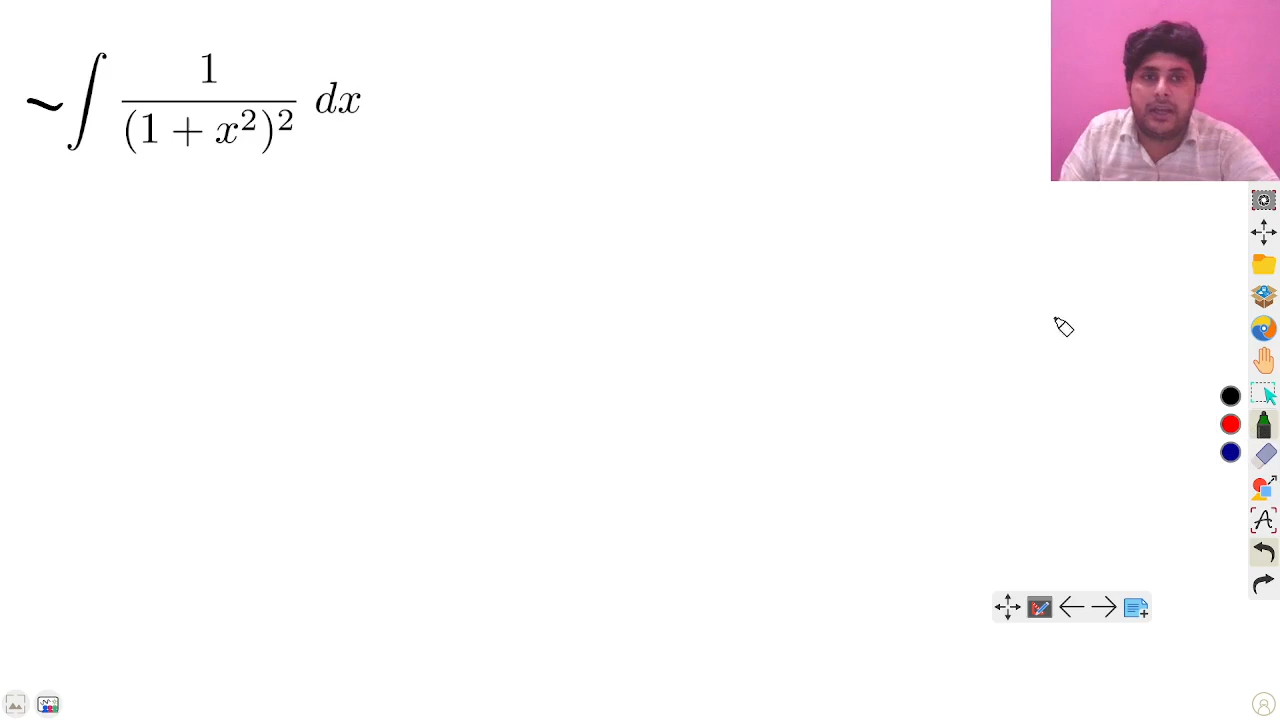 ~∫ 1/(1 + x²)² dx